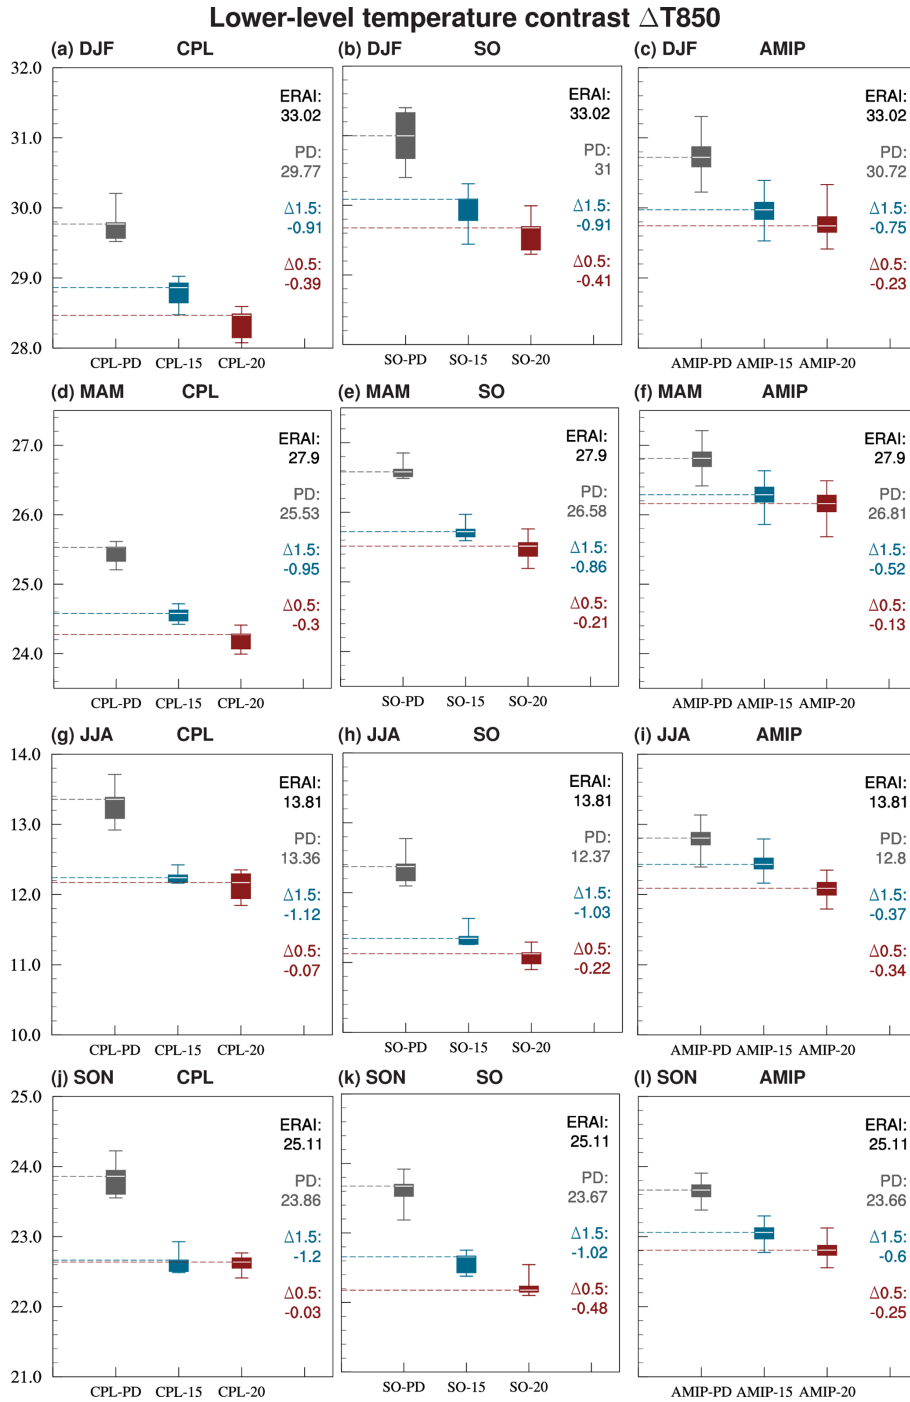 Lower-level temperature contrast ΔT850
(a) DJF CPL
32.0
31.0
30.0
29.0
28.0
ERAI:
33.02
PD:
29.77
Δ1.5:
-0.91
Δ0.5:
-0.39
CPL-PD CPL-15 CPL-20
(b) DJF SO
ERAI:
33.02
PD:
31
Δ1.5:
-0.91
Δ0.5:
-0.41
SO-PD SO-15 SO-20
(c) DJF AMIP
ERAI:
33.02
PD:
30.72
Δ1.5:
-0.75
Δ0.5:
-0.23
AMIP-PD AMIP-15 AMIP-20
(d) MAM CPL
27.0
26.0
25.0
24.0
ERAI:
27.9
PD:
25.53
Δ1.5:
-0.95
Δ0.5:
-0.3
CPL-PD CPL-15 CPL-20
(e) MAM SO
ERAI:
27.9
PD:
26.58
Δ1.5:
-0.86
Δ0.5:
-0.21
SO-PD SO-15 SO-20
(f) MAM AMIP
ERAI:
27.9
PD:
26.81
Δ1.5:
-0.52
Δ0.5:
-0.13
AMIP-PD AMIP-15 AMIP-20
(g) JJA CPL
14.0
13.0
12.0
11.0
10.0
ERAI:
13.81
PD:
13.36
Δ1.5:
-1.12
Δ0.5:
-0.07
CPL-PD CPL-15 CPL-20
(h) JJA SO
ERAI:
13.81
PD:
12.37
Δ1.5:
-1.03
Δ0.5:
-0.22
SO-PD SO-15 SO-20
(i) JJA AMIP
ERAI:
13.81
PD:
12.8
Δ1.5:
-0.37
Δ0.5:
-0.34
AMIP-PD AMIP-15 AMIP-20
(j) SON CPL
25.0
24.0
23.0
22.0
21.0
ERAI:
25.11
PD:
23.86
Δ1.5:
-1.2
Δ0.5:
-0.03
CPL-PD CPL-15 CPL-20
(k) SON SO
ERAI:
25.11
PD:
23.67
Δ1.5:
-1.02
Δ0.5:
-0.48
SO-PD SO-15 SO-20
(l) SON AMIP
ERAI:
25.11
PD:
23.66
Δ1.5:
-0.6
Δ0.5:
-0.25
AMIP-PD AMIP-15 AMIP-20